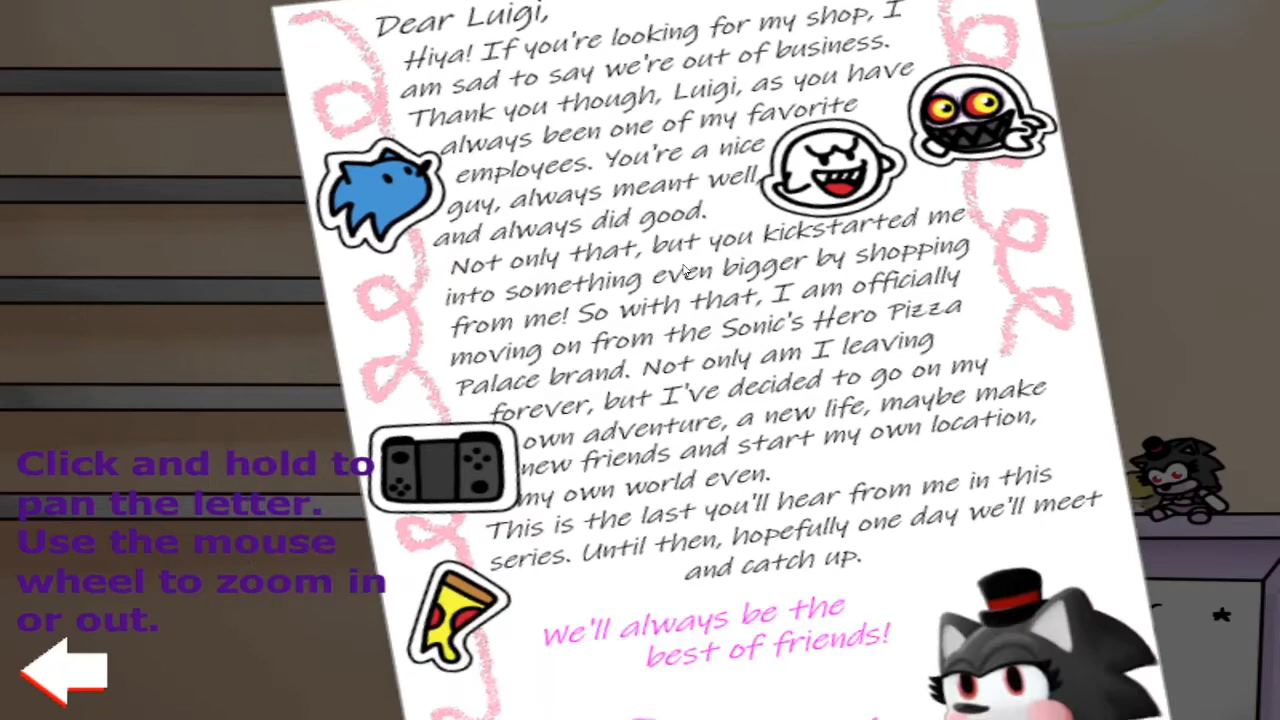 Dear Luigi,
Hiya! If you're looking for my shop, I
am sad to say we're out of business.
Thank you though, Luigi, as you have
always been one of my favorite
employees. You're a nice
guy, always meant well,
and always did good.
Not only that, but you kickstarted me
into something even bigger by shopping
from me! So with that, I am officially
moving on from the Sonic's Hero Pizza
Palace brand. Not only am I leaving
forever, but I've decided to go on my
own adventure, a new life, maybe make
new friends and start my own location,
my own world even.
This is the last you'll hear from me in this
series. Until then, hopefully one day we'll meet
and catch up.
We'll always be the
best of friends!
Click and hold to
pan the letter.
Use the mouse
wheel to zoom in
or out.